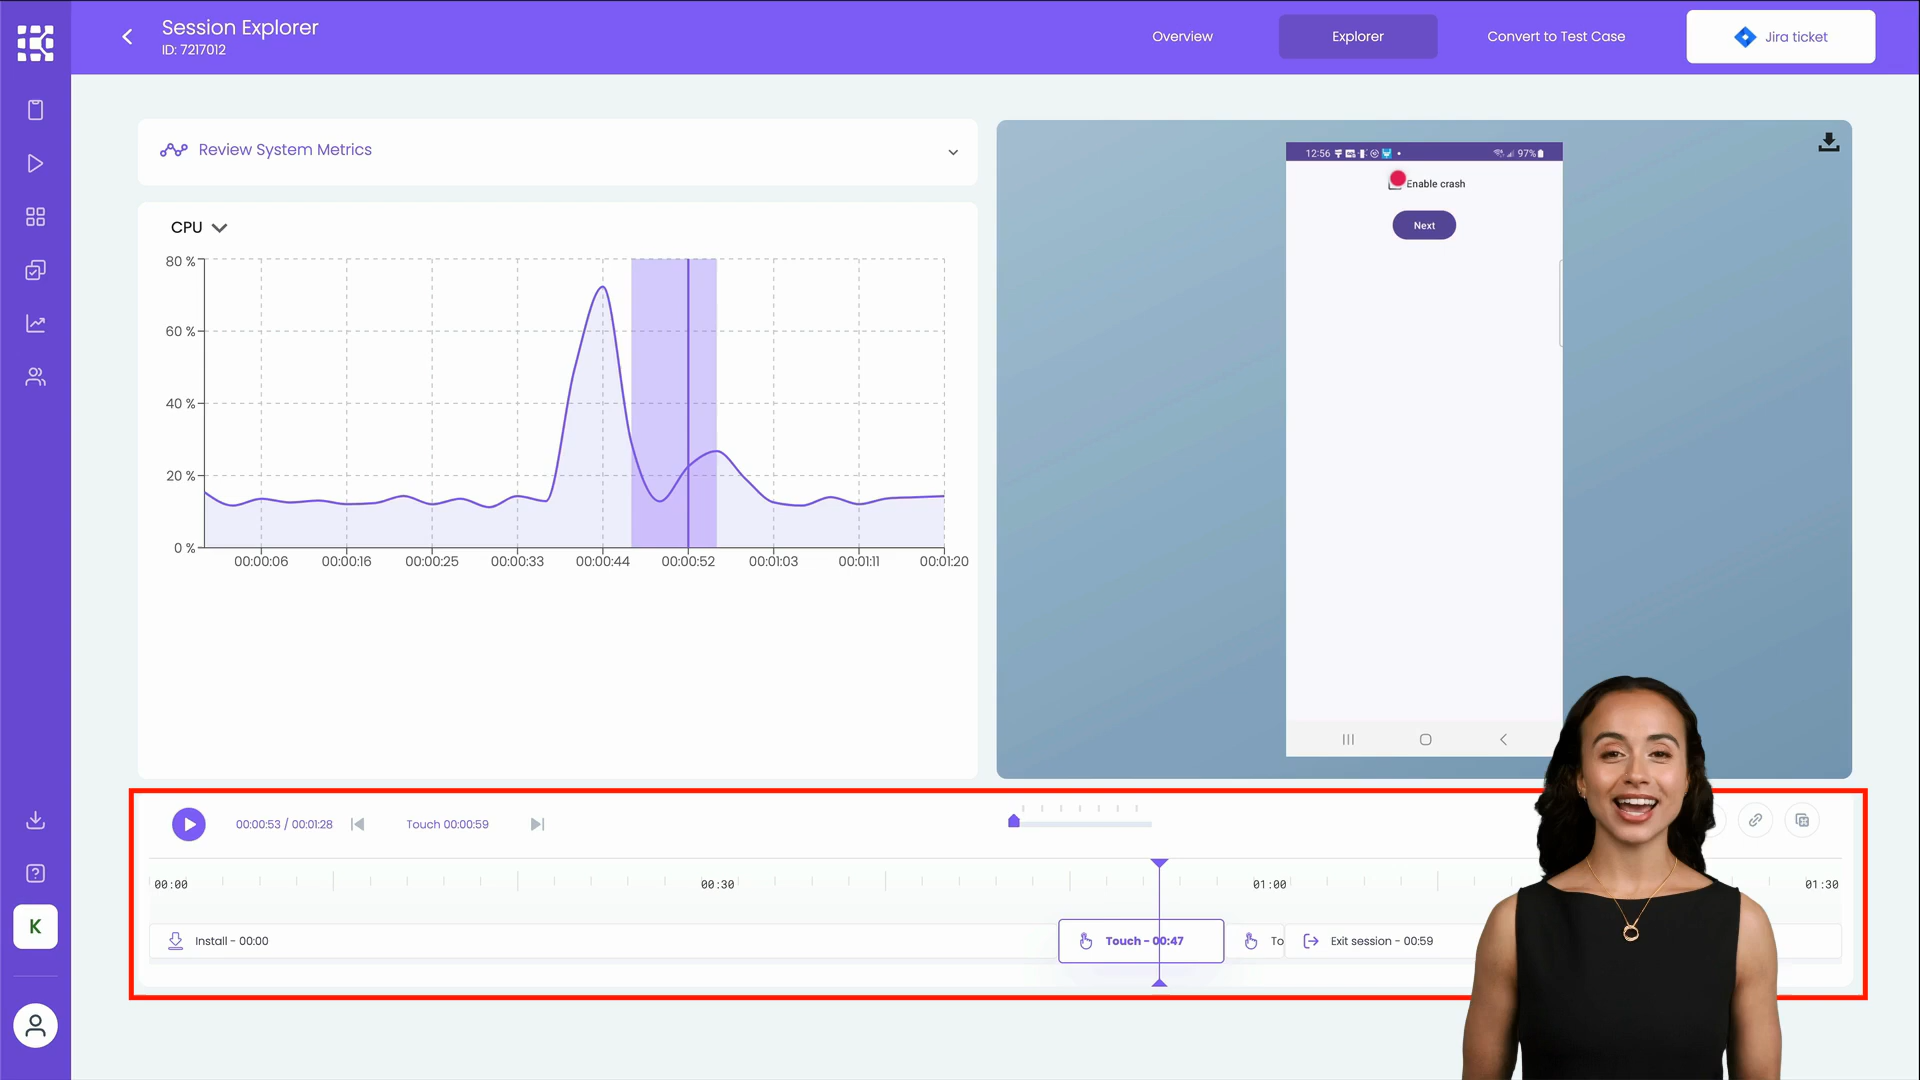 Session Explorer
ID: 7217012
Overview
Explorer
Convert to Test Case
Jira ticket
Review System Metrics
CPU
80 %
60 %
40 %
20 %
0 %
00:00:06
00:00:16
00:00:25
00:00:33
00:00:44
00:00:52
00:01:03
00:01:11
00:01:20
12:56
97%
Enable crash
Next
00:00:53 / 00:01:28
Touch 00:00:59
00:00
00:30
01:00
01:30
Install - 00:00
Touch - 00:47
To
Exit session - 00:59
K